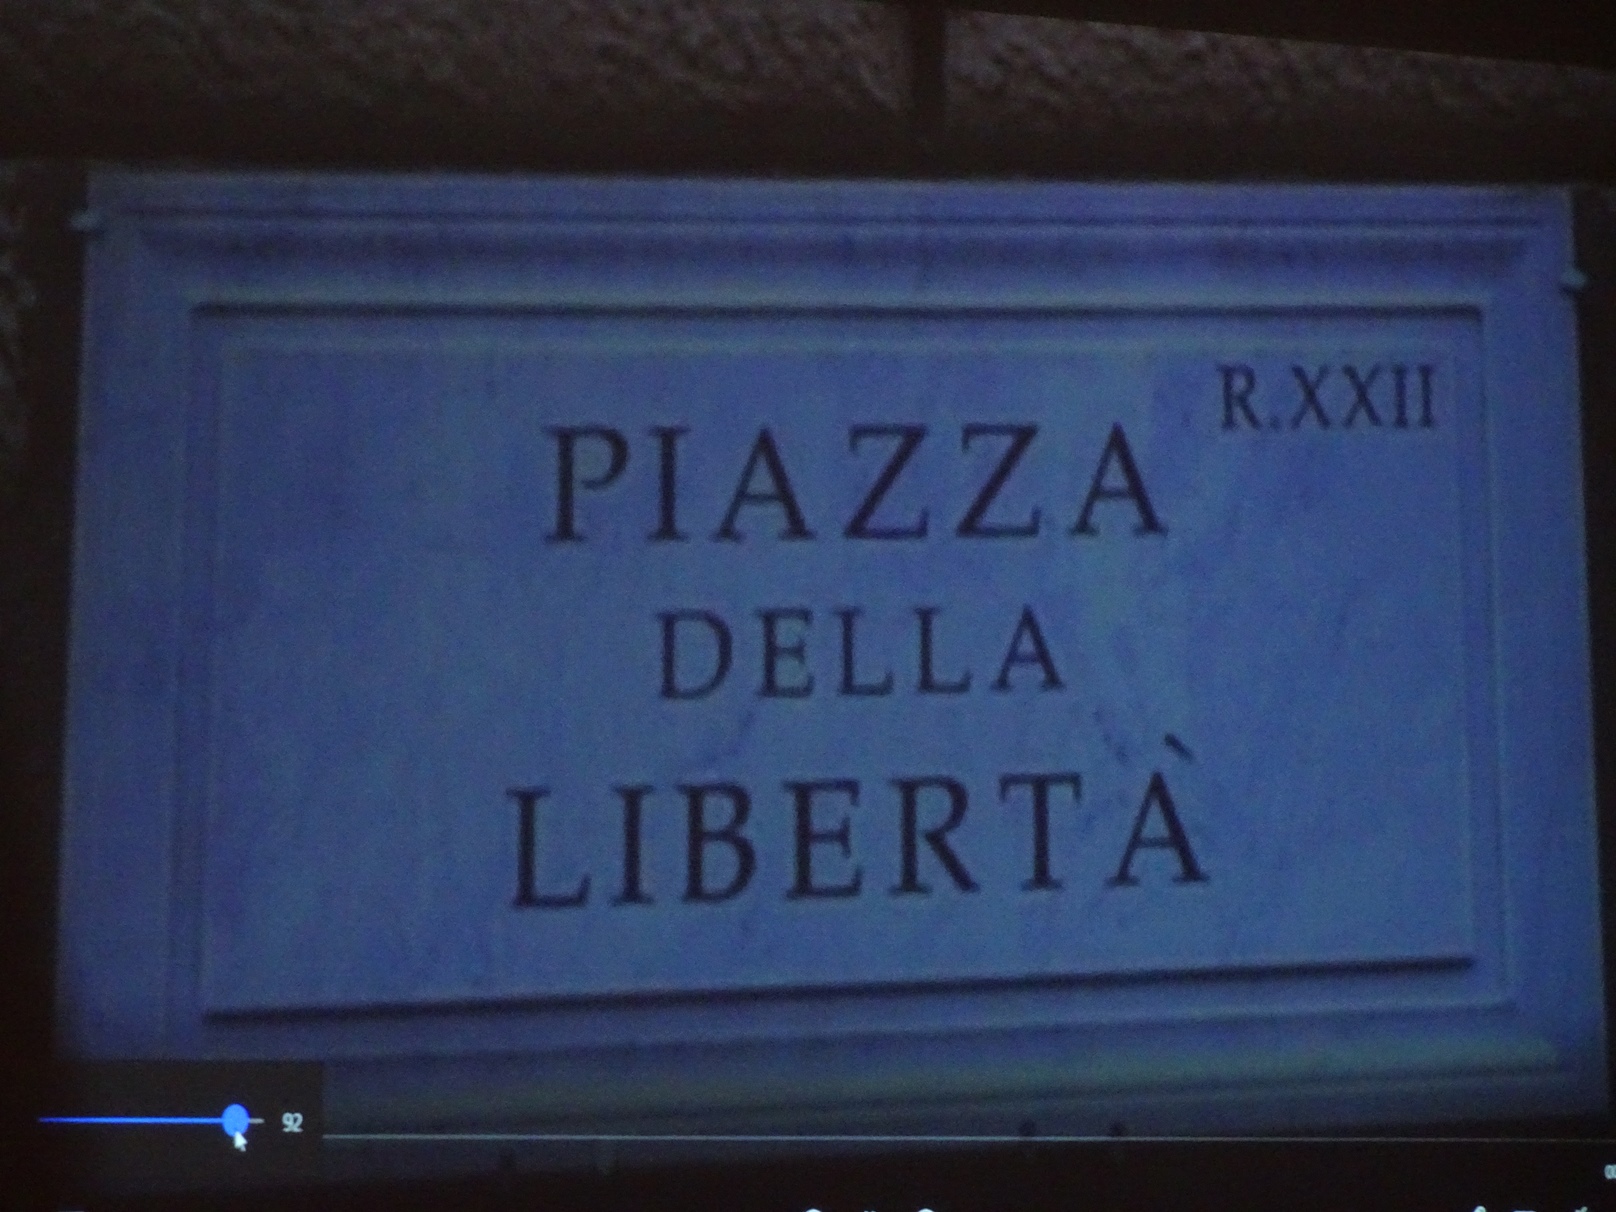 R.XXII
PIAZZA
DELLA
LIBERTÀ
92